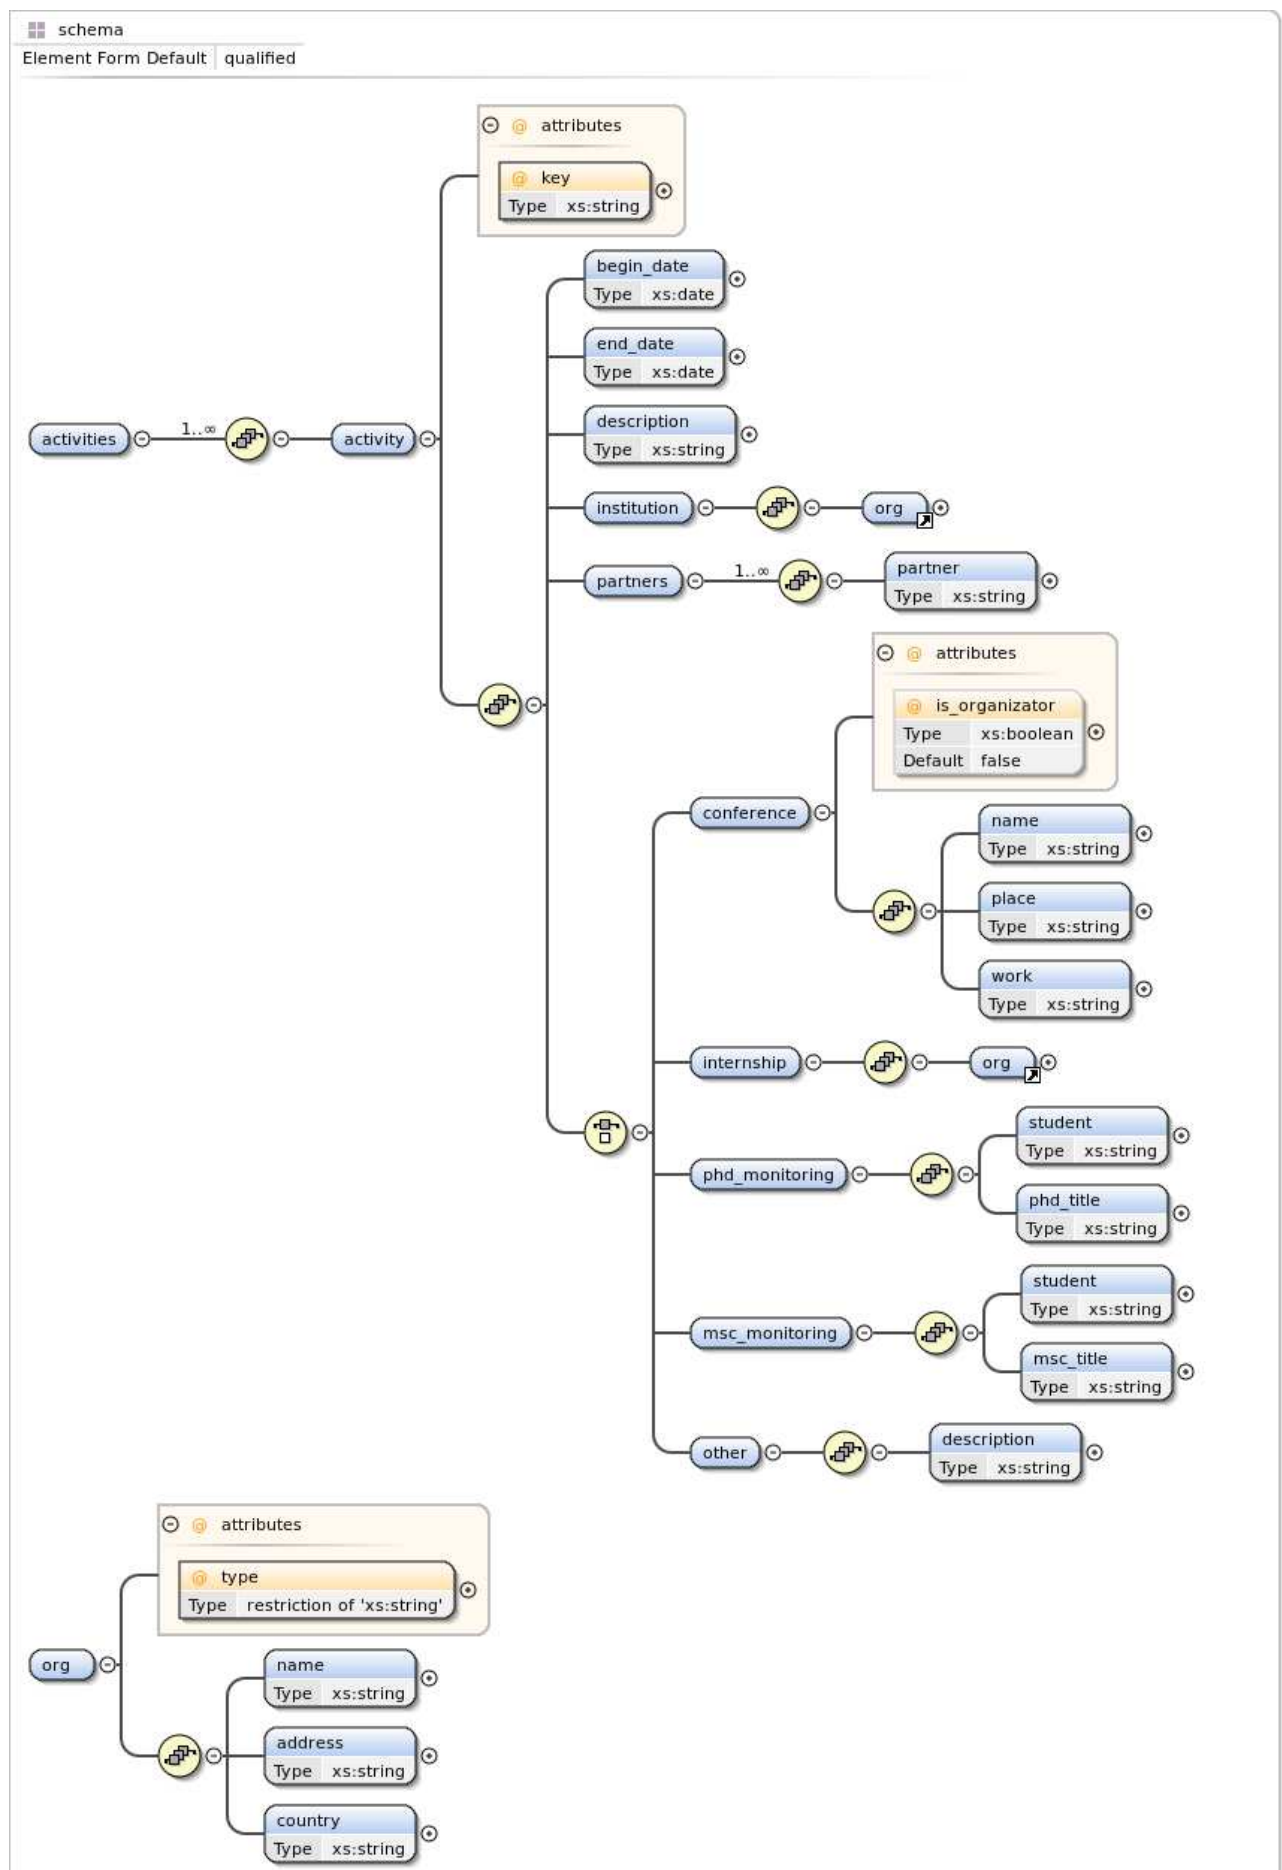 schema
Element Form Default qualified
@ attributes
@ key
Type xs:string
begin_date
Type xs:date
end_date
Type xs:date
description
Type xs:string
activities 1..∞ activity
institution org
partners 1..∞ partner
Type xs:string
@ attributes
@ is_organizator
Type xs:boolean
Default false
conference
name
Type xs:string
place
Type xs:string
work
Type xs:string
internship org
student
Type xs:string
phd_monitoring
phd_title
Type xs:string
student
Type xs:string
msc_monitoring
msc_title
Type xs:string
other
description
Type xs:string
@ attributes
@ type
Type restriction of 'xs:string'
org
name
Type xs:string
address
Type xs:string
country
Type xs:string